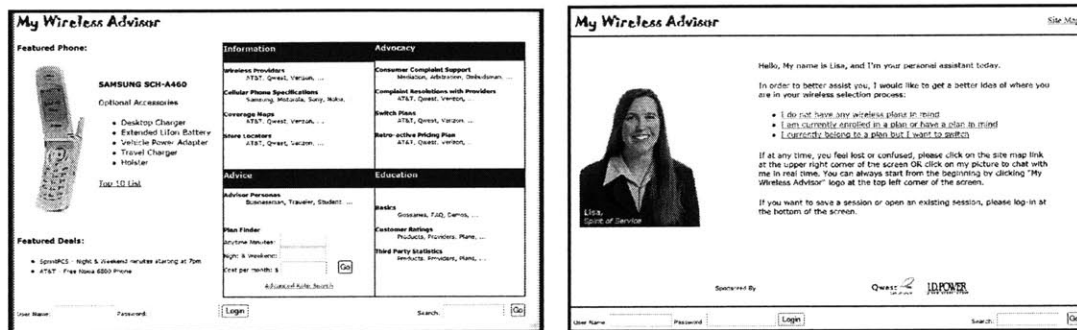 My Wireless Advisor
Featured Phone:
SAMSUNG SCH-A460
Optional Accessories
• Desktop Charger
• Extended LiIon Battery
• Vehicle Power Adapter
• Travel Charger
• Holster
Top 10 List
Featured Deals:
• SprintPCS - Night & Weekend minutes starting at 7pm
• AT&T - Free Nokia 6800 Phone
Information
Wireless Providers
AT&T, Qwest, Verizon, ...
Cellular Phone Specifications
Samsung, Motorola, Sony, Nokia,
Coverage Maps
AT&T, Qwest, Verizon, ...
Store Locators
AT&T, Qwest, Verizon, ...
Advocacy
Consumer Complaint Support
Mediation, Arbitration, Ombudsman, ...
Complaint Resolutions with Providers
AT&T, Qwest, Verizon, ...
Switch Plans
AT&T, Qwest, Verizon, ...
Retro-active Pricing Plan
AT&T, Qwest, Verizon, ...
Advice
Advisor Personas
Businessman, Traveler, Student ...
Plan Finder
Anytime Minutes:
Night & Weekend:
Cost per month: $
Go
Advanced Rate Search
Education
Basics
Glossaries, FAQ, Demos, ...
Customer Ratings
Products, Providers, Plans, ...
Third Party Statistics
Products, Providers, Plans, ...
User Name:
Password:
Login
Search:
Go
My Wireless Advisor
Site Map
Hello, My name is Lisa, and I'm your personal assistant today.
In order to better assist you, I would like to get a better idea of where you
are in your wireless selection process:
• I do not have any wireless plans in mind
• I am currently enrolled in a plan or have a plan in mind
• I currently belong to a plan but I want to switch
If at any time, you feel lost or confused, please click on the site map link
at the upper right corner of the screen OR click on my picture to chat with
me in real time. You can always start from the beginning by clicking "My
Wireless Advisor" logo at the top left corner of the screen.
If you want to save a session or open an existing session, please log-in at
the bottom of the screen.
Lisa,
Spirit of Service
Sponsored By
Qwest
J.D.POWER
User Name
Password
Login
Search:
Go